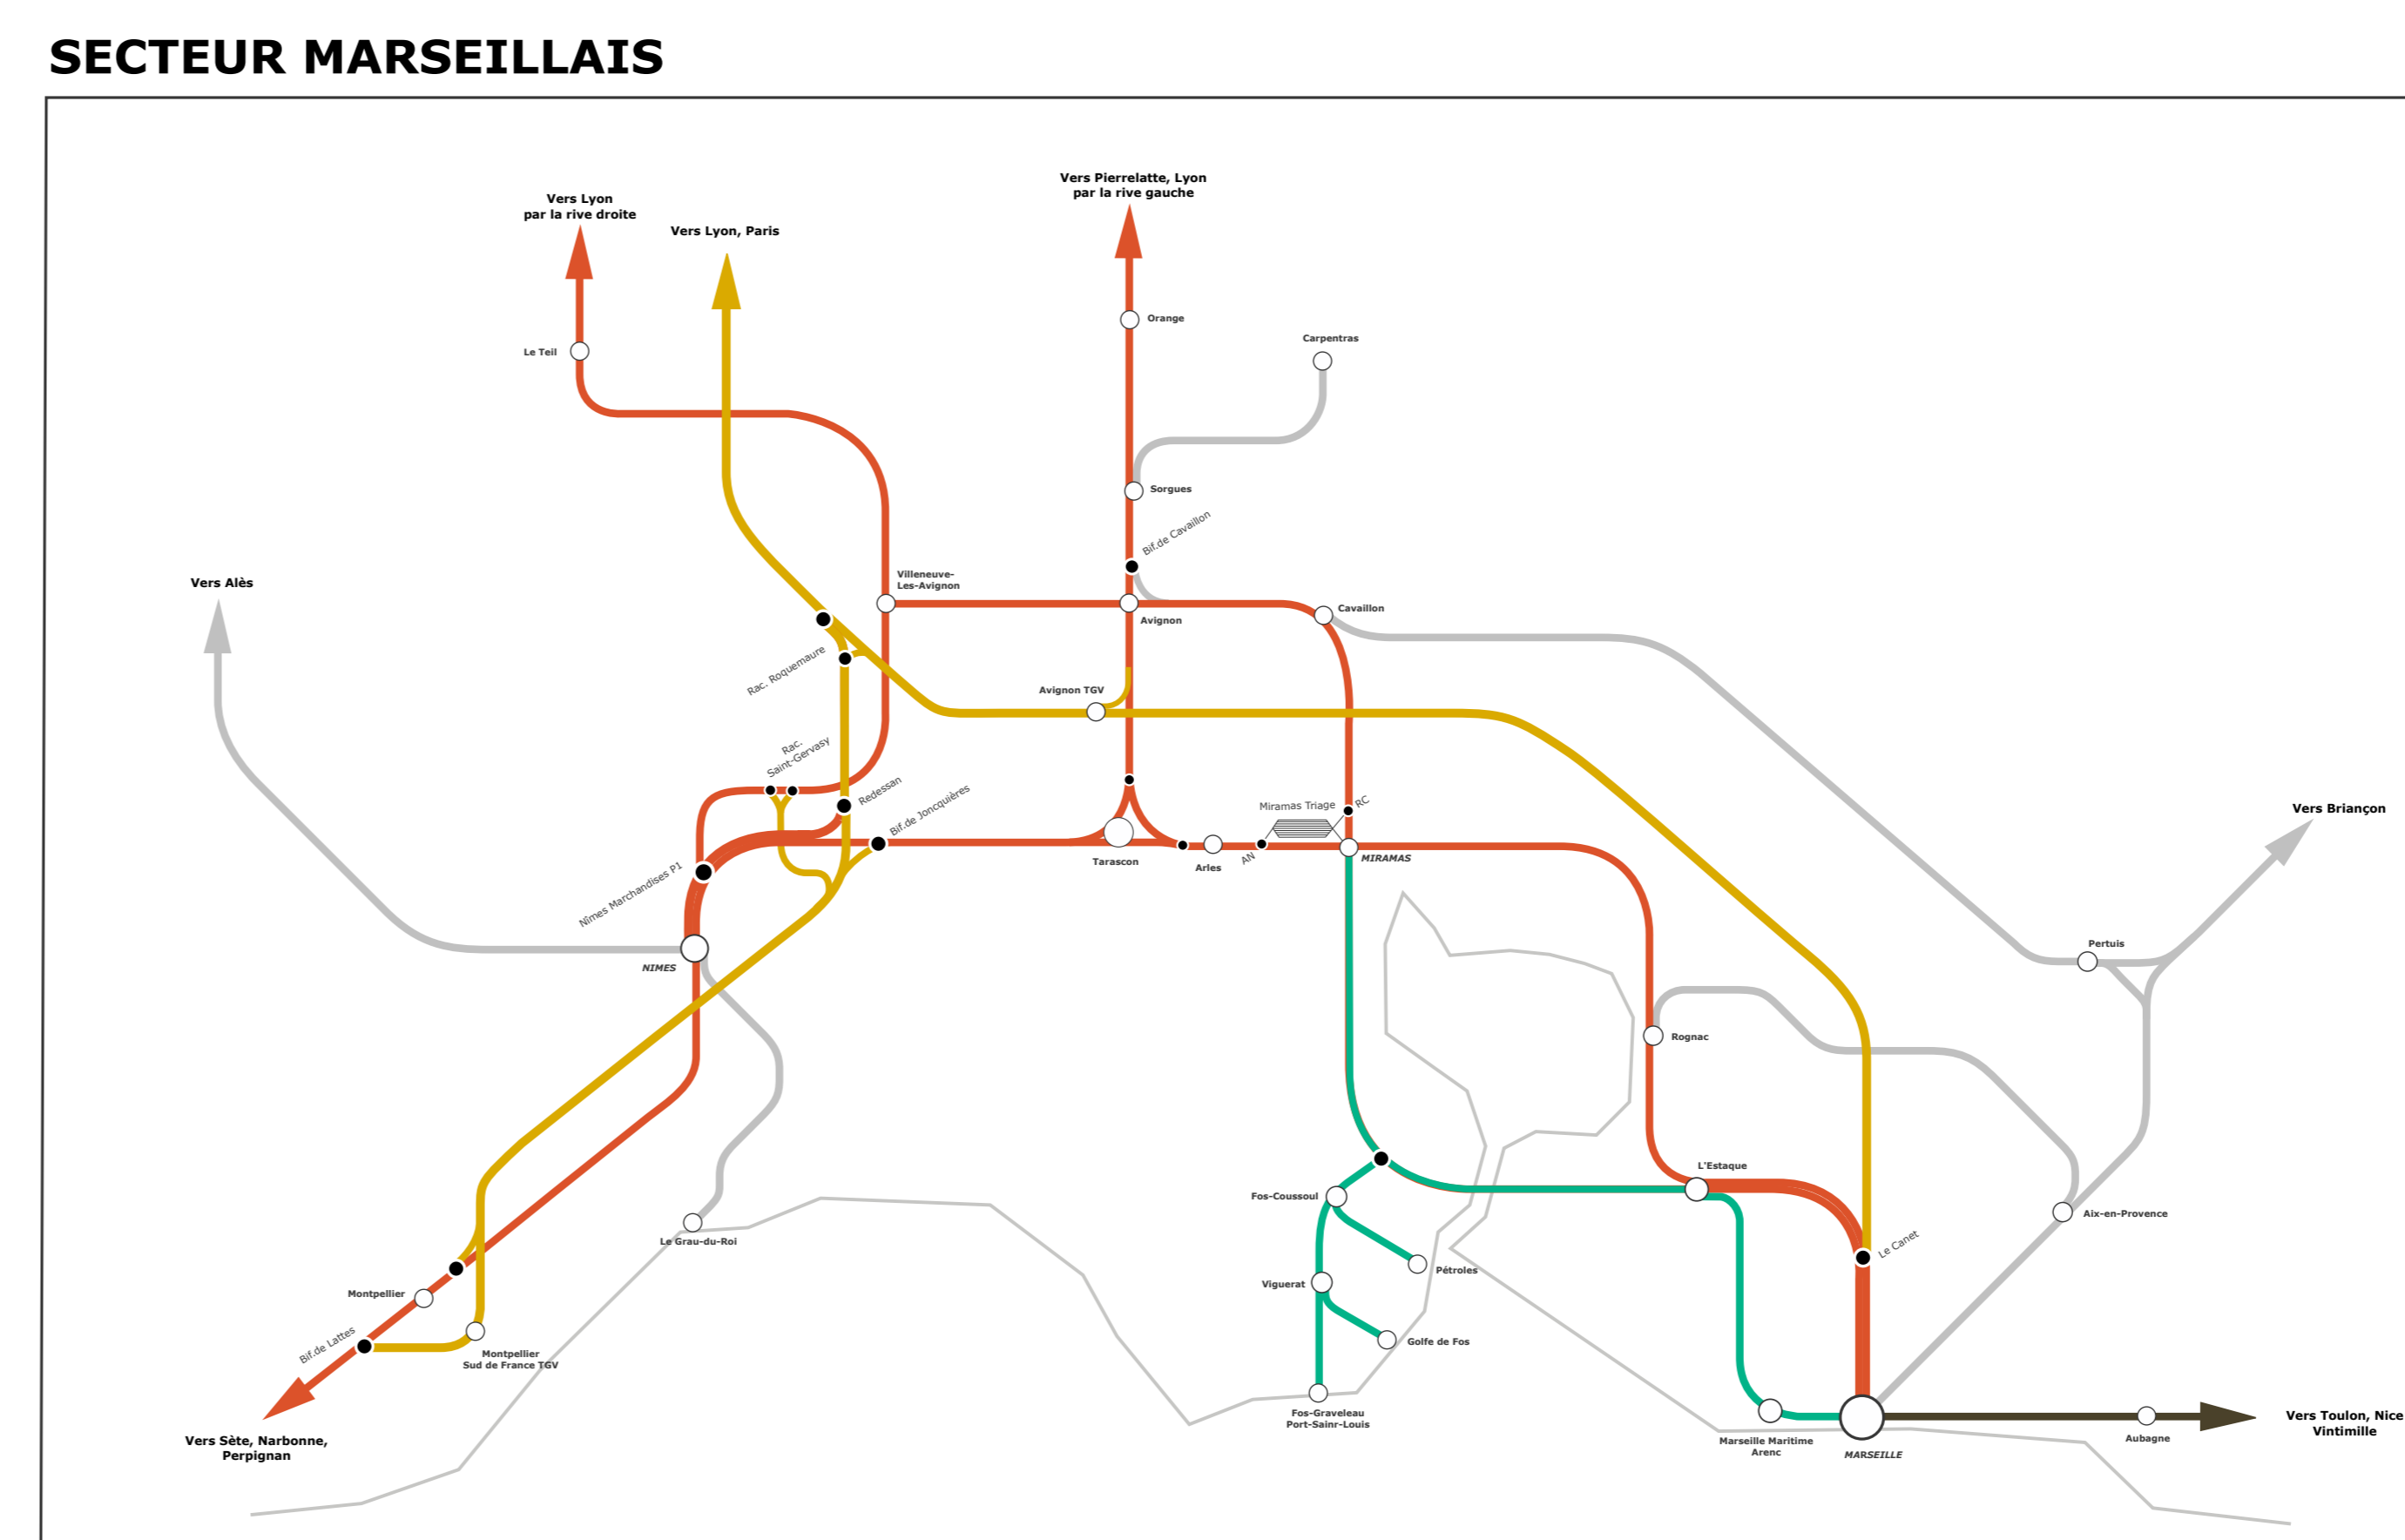 SECTEUR MARSEILLAIS
Vers Pierrelatte, Lyon
par la rive gauche
Vers Lyon
par la rive droite
Vers Lyon, Paris
Orange
Carpentras
Le Teil
Sorgues
Bif.de Cavaillon
Vers Alès
Villeneuve-
Les-Avignon
Cavaillon
Avignon
Rac. Roquemaure
Avignon TGV
Rac.
Saint-Gervasy
Redessan
Bif.de Joncquières
Miramas Triage
RC
Vers Briançon
Tarascon
Arles
AN
MIRAMAS
Nîmes Marchandises P1
NIMES
Pertuis
Rognac
L'Estaque
Fos-Coussoul
Aix-en-Provence
Le Grau-du-Roi
Le Canet
Pétroles
Viguerat
Montpellier
Golfe de Fos
Bif.de Lattes
Montpellier
Sud de France TGV
Fos-Graveleau
Port-Sainr-Louis
Vers Sète, Narbonne,
Perpignan
Marseille Maritime
Arenc
MARSEILLE
Aubagne
Vers Toulon, Nice
Vintimille